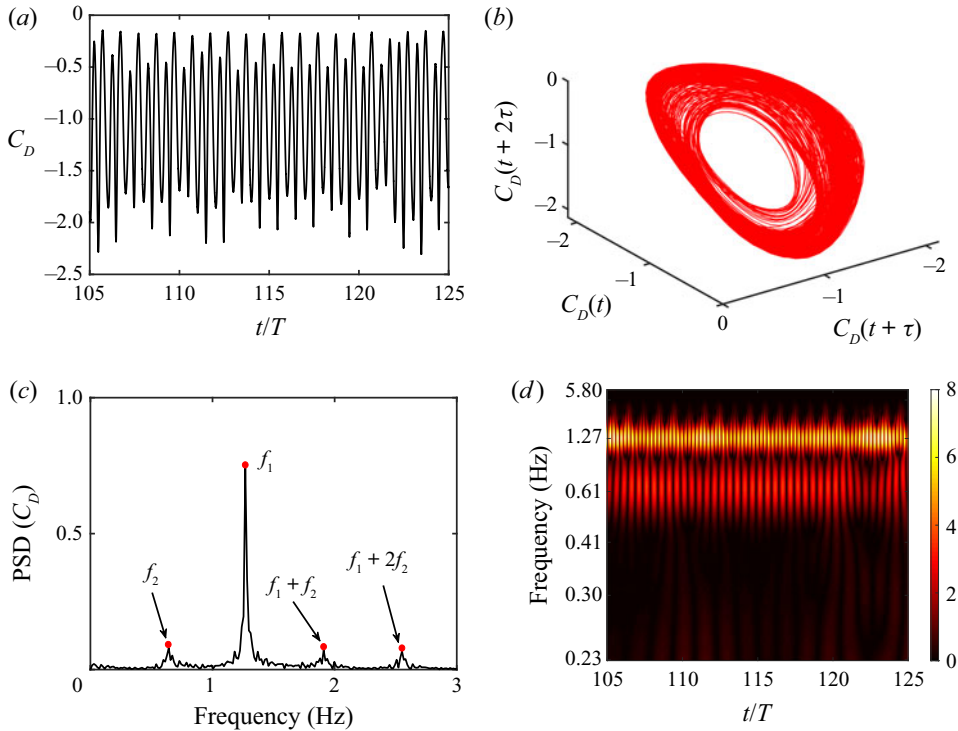 (a)
0
−0.5
−1.0
−1.5
−2.0
−2.5
C_D
105 110 115 120 125
t/T
(b)
0
−1
−2
C_D(t + 2τ)
−2
−1
0
−1
−2
C_D(t)
C_D(t + τ)
(c)
1.0
0.5
0 1 2 3
PSD (C_D)
Frequency (Hz)
f_1
f_2
f_1 + f_2
f_1 + 2f_2
(d)
5.80
1.27
0.61
0.41
0.30
0.23
Frequency (Hz)
105 110 115 120 125
t/T
8
6
4
2
0